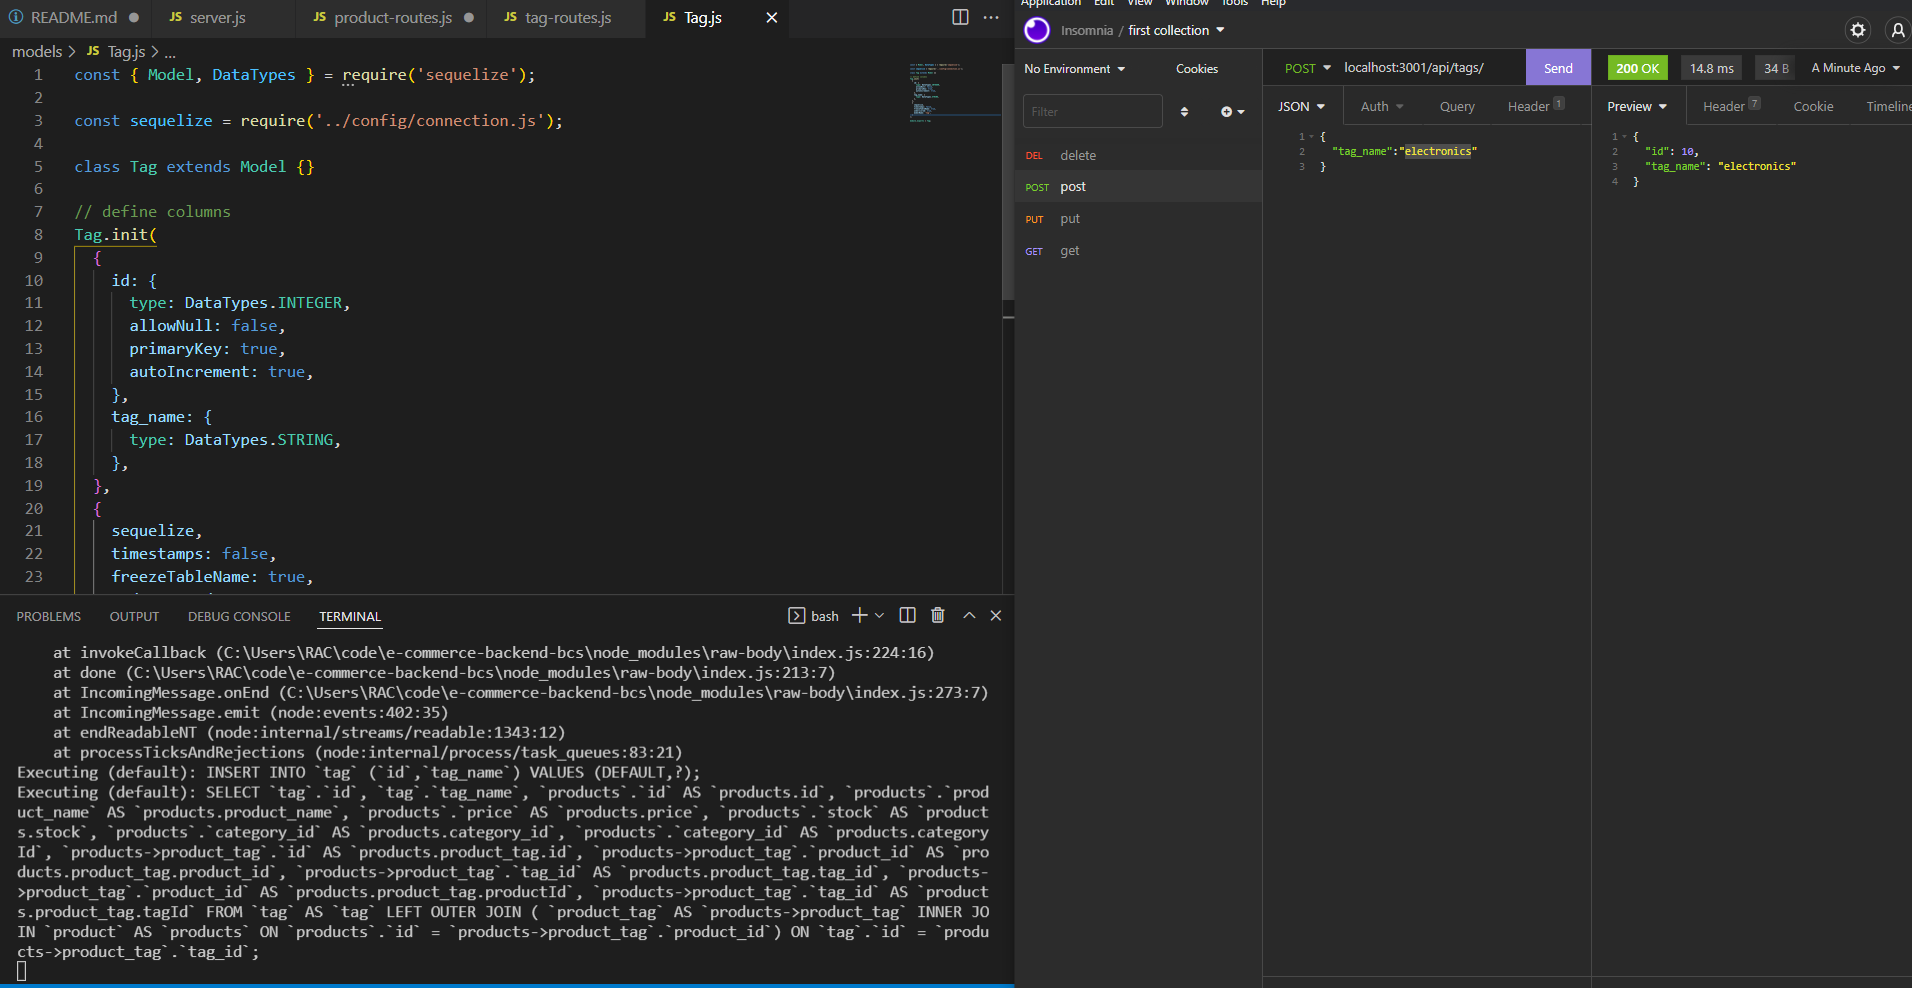 README.md
JS server.js
JS product-routes.js
JS tag-routes.js
JS Tag.js
models > JS Tag.js > ...
1 const { Model, DataTypes } = require('sequelize');
2
3 const sequelize = require('../config/connection.js');
4
5 class Tag extends Model {}
6
7 // define columns
8 Tag.init(
9 {
10 id: {
11 type: DataTypes.INTEGER,
12 allowNull: false,
13 primaryKey: true,
14 autoIncrement: true,
15 },
16 tag_name: {
17 type: DataTypes.STRING,
18 },
19 },
20 {
21 sequelize,
22 timestamps: false,
23 freezeTableName: true,
PROBLEMS OUTPUT DEBUG CONSOLE TERMINAL
bash
at invokeCallback (C:\Users\RAC\code\e-commerce-backend-bcs\node_modules\raw-body\index.js:224:16)
at done (C:\Users\RAC\code\e-commerce-backend-bcs\node_modules\raw-body\index.js:213:7)
at IncomingMessage.onEnd (C:\Users\RAC\code\e-commerce-backend-bcs\node_modules\raw-body\index.js:273:7)
at IncomingMessage.emit (node:events:402:35)
at endReadableNT (node:internal/streams/readable:1343:12)
at processTicksAndRejections (node:internal/process/task_queues:83:21)
Executing (default): INSERT INTO `tag` (`id`,`tag_name`) VALUES (DEFAULT,?);
Executing (default): SELECT `tag`.`id`, `tag`.`tag_name`, `products`.`id` AS `products.id`, `products`.`prod
uct_name` AS `products.product_name`, `products`.`price` AS `products.price`, `products`.`stock` AS `product
s.stock`, `products`.`category_id` AS `products.category_id`, `products`.`category_id` AS `products.category
Id`, `products->product_tag`.`id` AS `products.product_tag.id`, `products->product_tag`.`product_id` AS `pro
ducts.product_tag.product_id`, `products->product_tag`.`tag_id` AS `products.product_tag.tag_id`, `products-
>product_tag`.`product_id` AS `products.product_tag.productId`, `products->product_tag`.`tag_id` AS `product
s.product_tag.tagId` FROM `tag` AS `tag` LEFT OUTER JOIN ( `product_tag` AS `products->product_tag` INNER JO
IN `product` AS `products` ON `products`.`id` = `products->product_tag`.`product_id`) ON `tag`.`id` = `produ
cts->product_tag`.`tag_id`;
Application Edit View Window Tools Help
Insomnia / first collection
No Environment
Cookies
Filter
DEL delete
POST post
PUT put
GET get
POST localhost:3001/api/tags/ Send
JSON Auth Query Header 1
1 {
2 "tag_name":"electronics"
3 }
200 OK 14.8 ms 34 B A Minute Ago
Preview Header 7 Cookie Timeline
1 {
2 "id": 10,
3 "tag_name": "electronics"
4 }